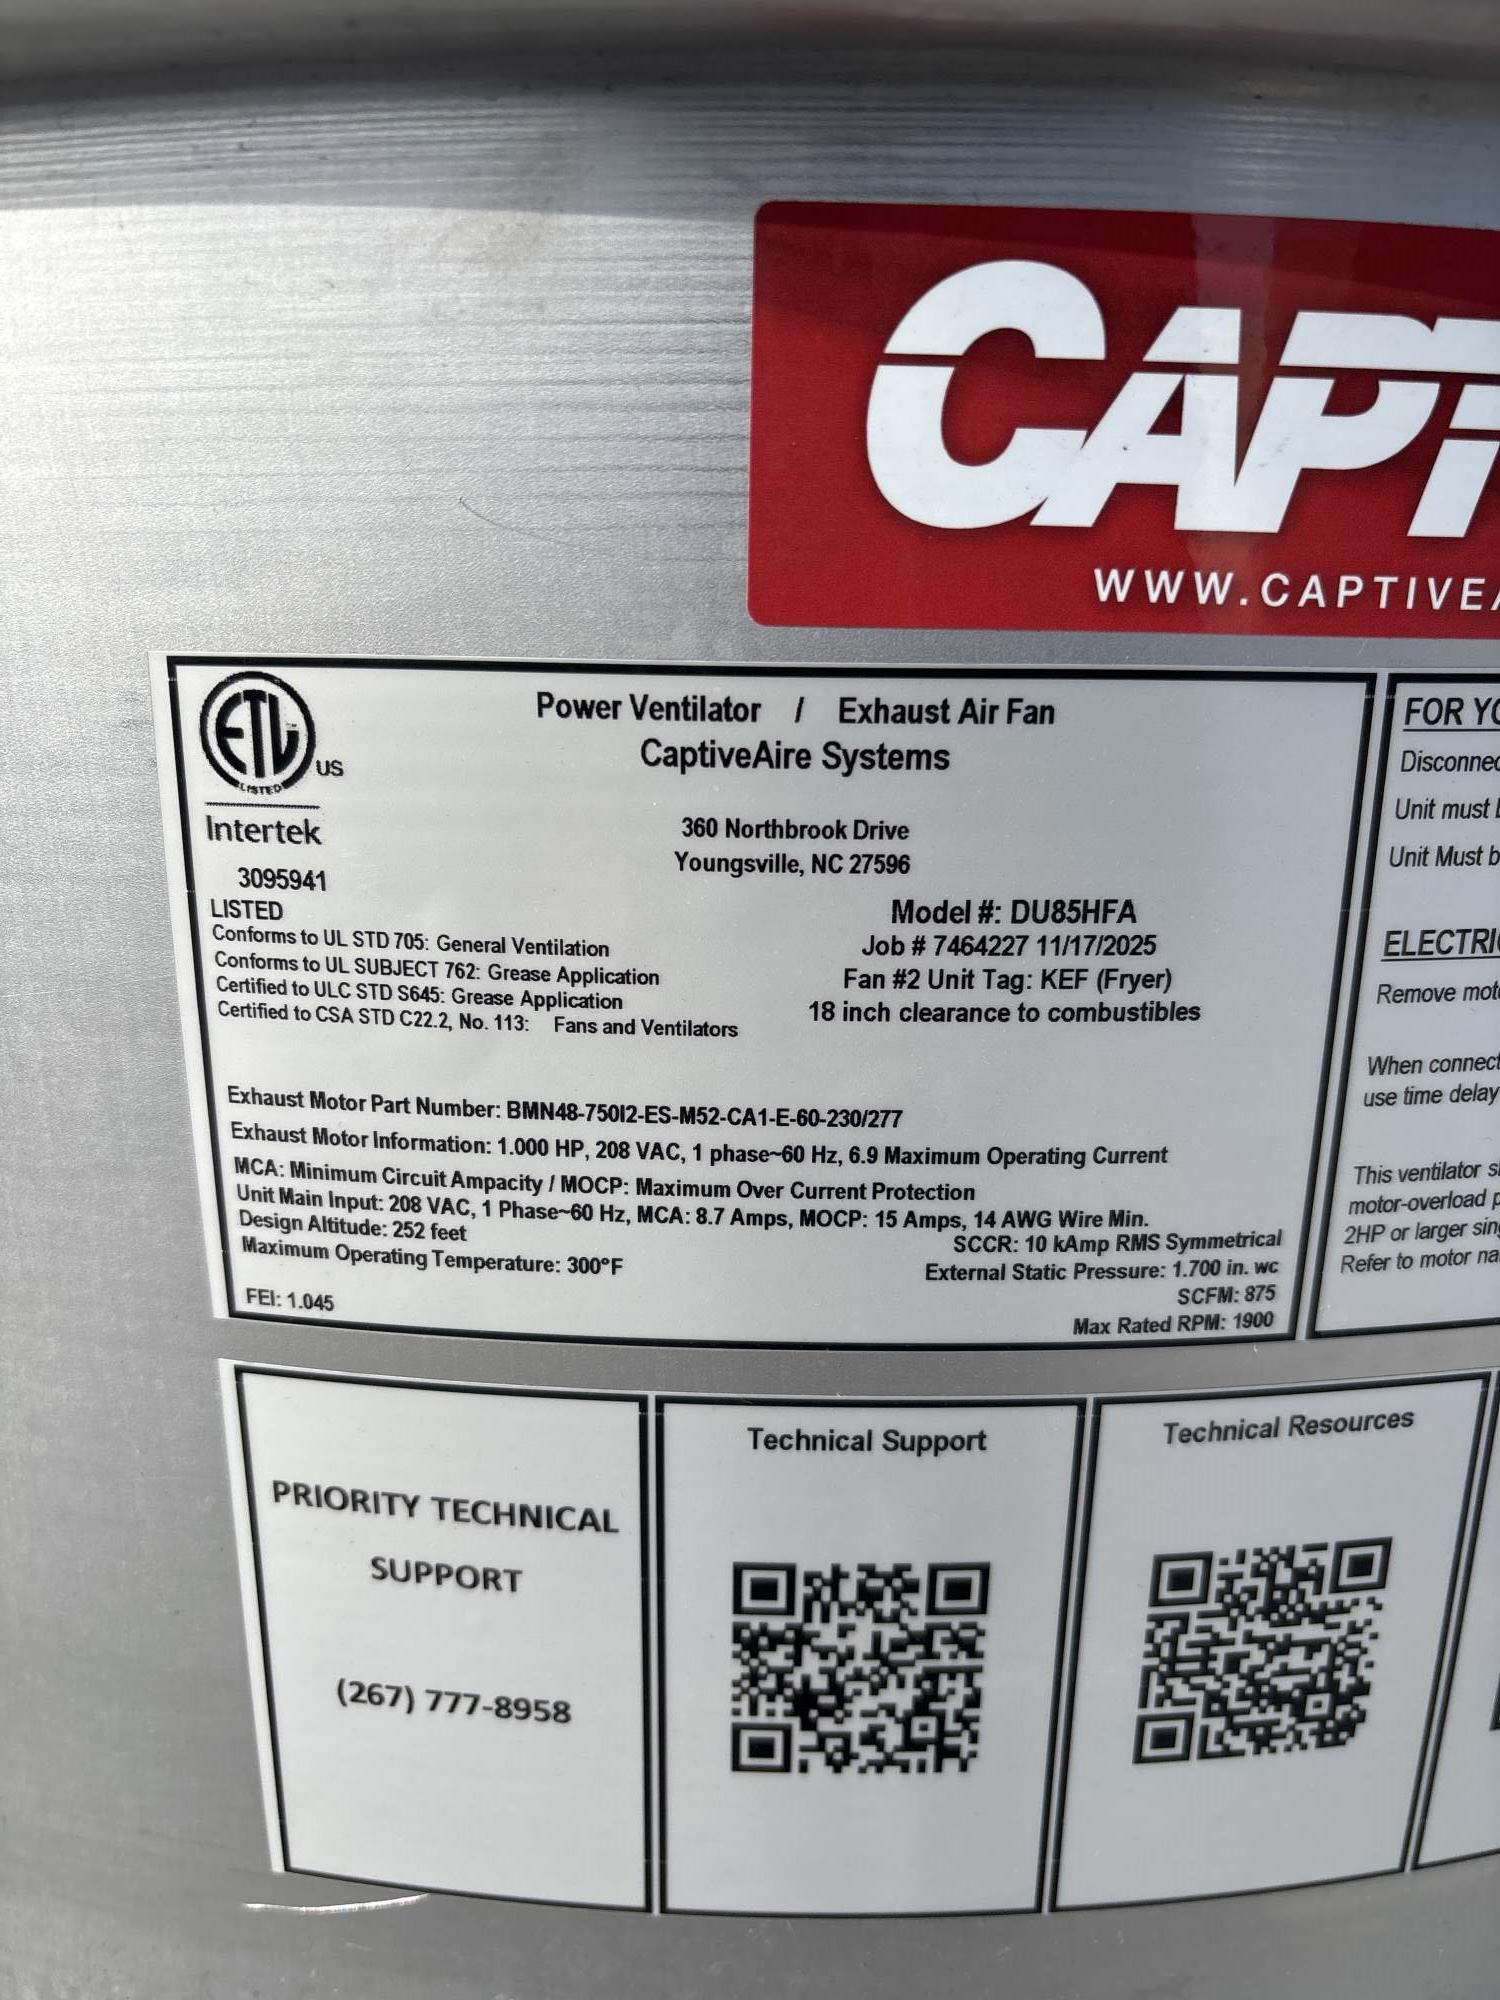 CAPTI
WWW.CAPTIVEA
ETL LISTED US
Intertek
3095941
LISTED
Conforms to UL STD 705: General Ventilation
Conforms to UL SUBJECT 762: Grease Application
Certified to ULC STD S645: Grease Application
Certified to CSA STD C22.2, No. 113: Fans and Ventilators
Power Ventilator / Exhaust Air Fan
CaptiveAire Systems
360 Northbrook Drive
Youngsville, NC 27596
Model #: DU85HFA
Job # 7464227 11/17/2025
Fan #2 Unit Tag: KEF (Fryer)
18 inch clearance to combustibles
Exhaust Motor Part Number: BMN48-750I2-ES-M52-CA1-E-60-230/277
Exhaust Motor Information: 1.000 HP, 208 VAC, 1 phase~60 Hz, 6.9 Maximum Operating Current
MCA: Minimum Circuit Ampacity / MOCP: Maximum Over Current Protection
Unit Main Input: 208 VAC, 1 Phase~60 Hz, MCA: 8.7 Amps, MOCP: 15 Amps, 14 AWG Wire Min.
Design Altitude: 252 feet
SCCR: 10 kAmp RMS Symmetrical
Maximum Operating Temperature: 300°F
External Static Pressure: 1.700 in. wc
SCFM: 875
FEI: 1.045
Max Rated RPM: 1900
FOR YO
Disconnec
Unit must b
Unit Must b
ELECTRIC
Remove moto
When connect
use time delay
This ventilator s
motor-overload p
2HP or larger sing
Refer to motor na
PRIORITY TECHNICAL
SUPPORT
(267) 777-8958
Technical Support
Technical Resources